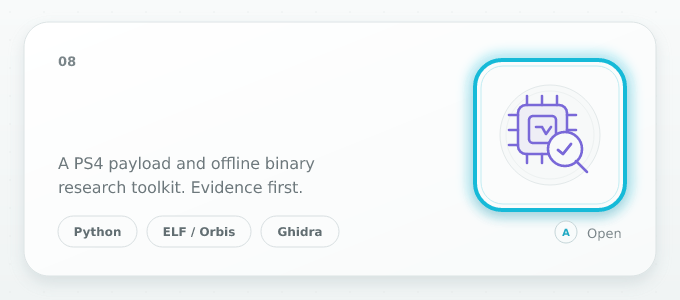 08
A PS4 payload and offline binary
research toolkit. Evidence first.
Python
ELF / Orbis
Ghidra
A
Open